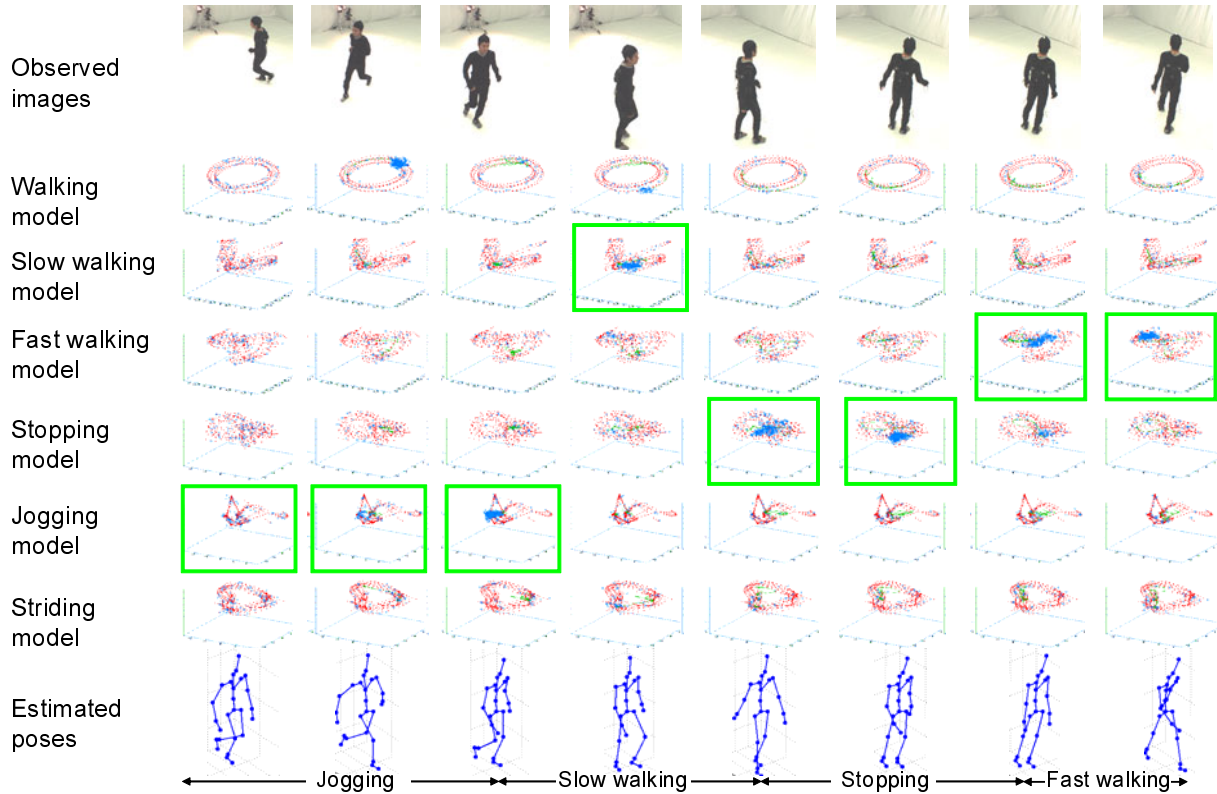 Observed
images
Walking
model
Slow walking
model
Fast walking
model
Stopping
model
Jogging
model
Striding
model
Estimated
poses
Jogging
Slow walking
Stopping
Fast walking